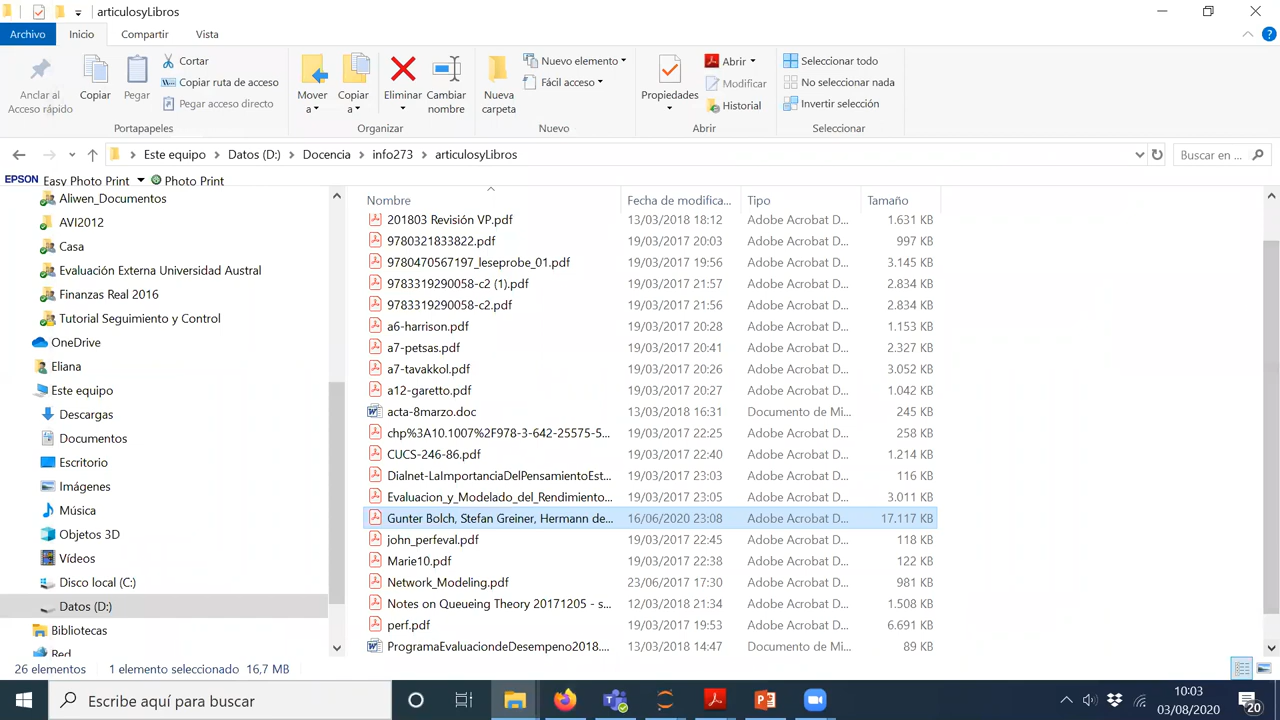 articulosyLibros
Archivo Inicio Compartir Vista
Anclar al Acceso rápido
Copiar
Pegar
Cortar
Copiar ruta de acceso
Pegar acceso directo
Portapapeles
Mover a
Copiar a
Eliminar
Cambiar nombre
Organizar
Nueva carpeta
Nuevo elemento
Fácil acceso
Nuevo
Propiedades
Abrir
Modificar
Historial
Abrir
Seleccionar todo
No seleccionar nada
Invertir selección
Seleccionar
Este equipo > Datos (D:) > Docencia > info273 > articulosyLibros
Buscar en ...
EPSON Easy Photo Print Photo Print
Aliwen_Documentos
AVI2012
Casa
Evaluación Externa Universidad Austral
Finanzas Real 2016
Tutorial Seguimiento y Control
OneDrive
Eliana
Este equipo
Descargas
Documentos
Escritorio
Imágenes
Música
Objetos 3D
Vídeos
Disco local (C:)
Datos (D:)
Bibliotecas
Red
Nombre Fecha de modifica... Tipo Tamaño
201803 Revisión VP.pdf 13/03/2018 18:12 Adobe Acrobat D... 1.631 KB
9780321833822.pdf 19/03/2017 20:03 Adobe Acrobat D... 997 KB
9780470567197_leseprobe_01.pdf 19/03/2017 19:56 Adobe Acrobat D... 3.145 KB
9783319290058-c2 (1).pdf 19/03/2017 21:57 Adobe Acrobat D... 2.834 KB
9783319290058-c2.pdf 19/03/2017 21:56 Adobe Acrobat D... 2.834 KB
a6-harrison.pdf 19/03/2017 20:28 Adobe Acrobat D... 1.153 KB
a7-petsas.pdf 19/03/2017 20:41 Adobe Acrobat D... 2.327 KB
a7-tavakkol.pdf 19/03/2017 20:26 Adobe Acrobat D... 3.052 KB
a12-garetto.pdf 19/03/2017 20:27 Adobe Acrobat D... 1.042 KB
acta-8marzo.doc 13/03/2018 16:31 Documento de Mi... 245 KB
chp%3A10.1007%2F978-3-642-25575-5... 19/03/2017 22:25 Adobe Acrobat D... 258 KB
CUCS-246-86.pdf 19/03/2017 22:40 Adobe Acrobat D... 1.214 KB
Dialnet-LaImportanciaDelPensamientoEst... 19/03/2017 23:03 Adobe Acrobat D... 116 KB
Evaluacion_y_Modelado_del_Rendimiento... 19/03/2017 23:05 Adobe Acrobat D... 3.011 KB
Gunter Bolch, Stefan Greiner, Hermann de... 16/06/2020 23:08 Adobe Acrobat D... 17.117 KB
john_perfeval.pdf 19/03/2017 22:45 Adobe Acrobat D... 118 KB
Marie10.pdf 19/03/2017 22:38 Adobe Acrobat D... 122 KB
Network_Modeling.pdf 23/06/2017 17:30 Adobe Acrobat D... 981 KB
Notes on Queueing Theory 20171205 - s... 12/03/2018 21:34 Adobe Acrobat D... 1.508 KB
perf.pdf 19/03/2017 19:53 Adobe Acrobat D... 6.691 KB
ProgramaEvaluaciondeDesempeno2018.... 13/03/2018 14:47 Documento de Mi... 89 KB
26 elementos 1 elemento seleccionado 16,7 MB
Escribe aquí para buscar
10:03
03/08/2020
20